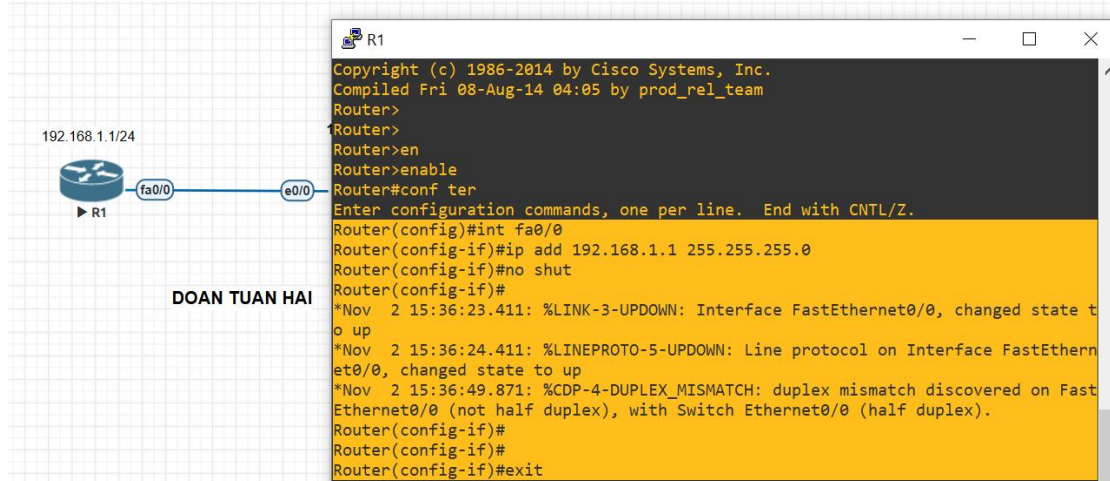 192.168.1.1/24
fa0/0
e0/0
R1
DOAN TUAN HAI
R1
Copyright (c) 1986-2014 by Cisco Systems, Inc.
Compiled Fri 08-Aug-14 04:05 by prod_rel_team
Router>
Router>
Router>en
Router>enable
Router#conf ter
Enter configuration commands, one per line.  End with CNTL/Z.
Router(config)#int fa0/0
Router(config-if)#ip add 192.168.1.1 255.255.255.0
Router(config-if)#no shut
Router(config-if)#
*Nov  2 15:36:23.411: %LINK-3-UPDOWN: Interface FastEthernet0/0, changed state t
o up
*Nov  2 15:36:24.411: %LINEPROTO-5-UPDOWN: Line protocol on Interface FastEthern
et0/0, changed state to up
*Nov  2 15:36:49.871: %CDP-4-DUPLEX_MISMATCH: duplex mismatch discovered on Fast
Ethernet0/0 (not half duplex), with Switch Ethernet0/0 (half duplex).
Router(config-if)#
Router(config-if)#
Router(config-if)#exit